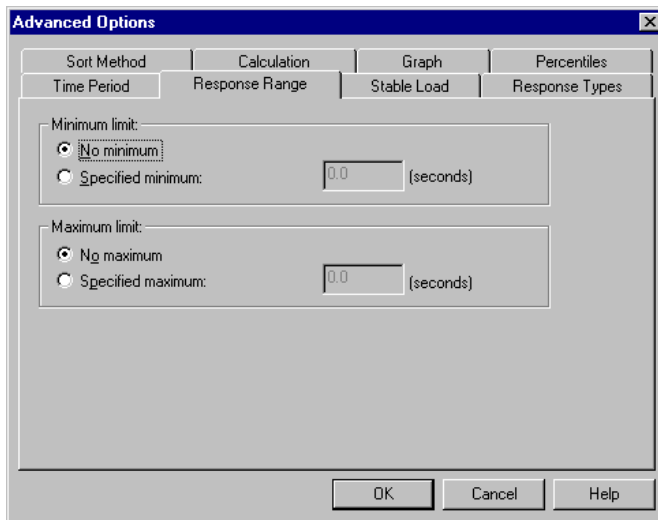 Advanced Options
Sort Method Calculation Graph Percentiles
Time Period Response Range Stable Load Response Types
Minimum limit:
No minimum
Specified minimum: 0.0 (seconds)
Maximum limit:
No maximum
Specified maximum: 0.0 (seconds)
OK Cancel Help